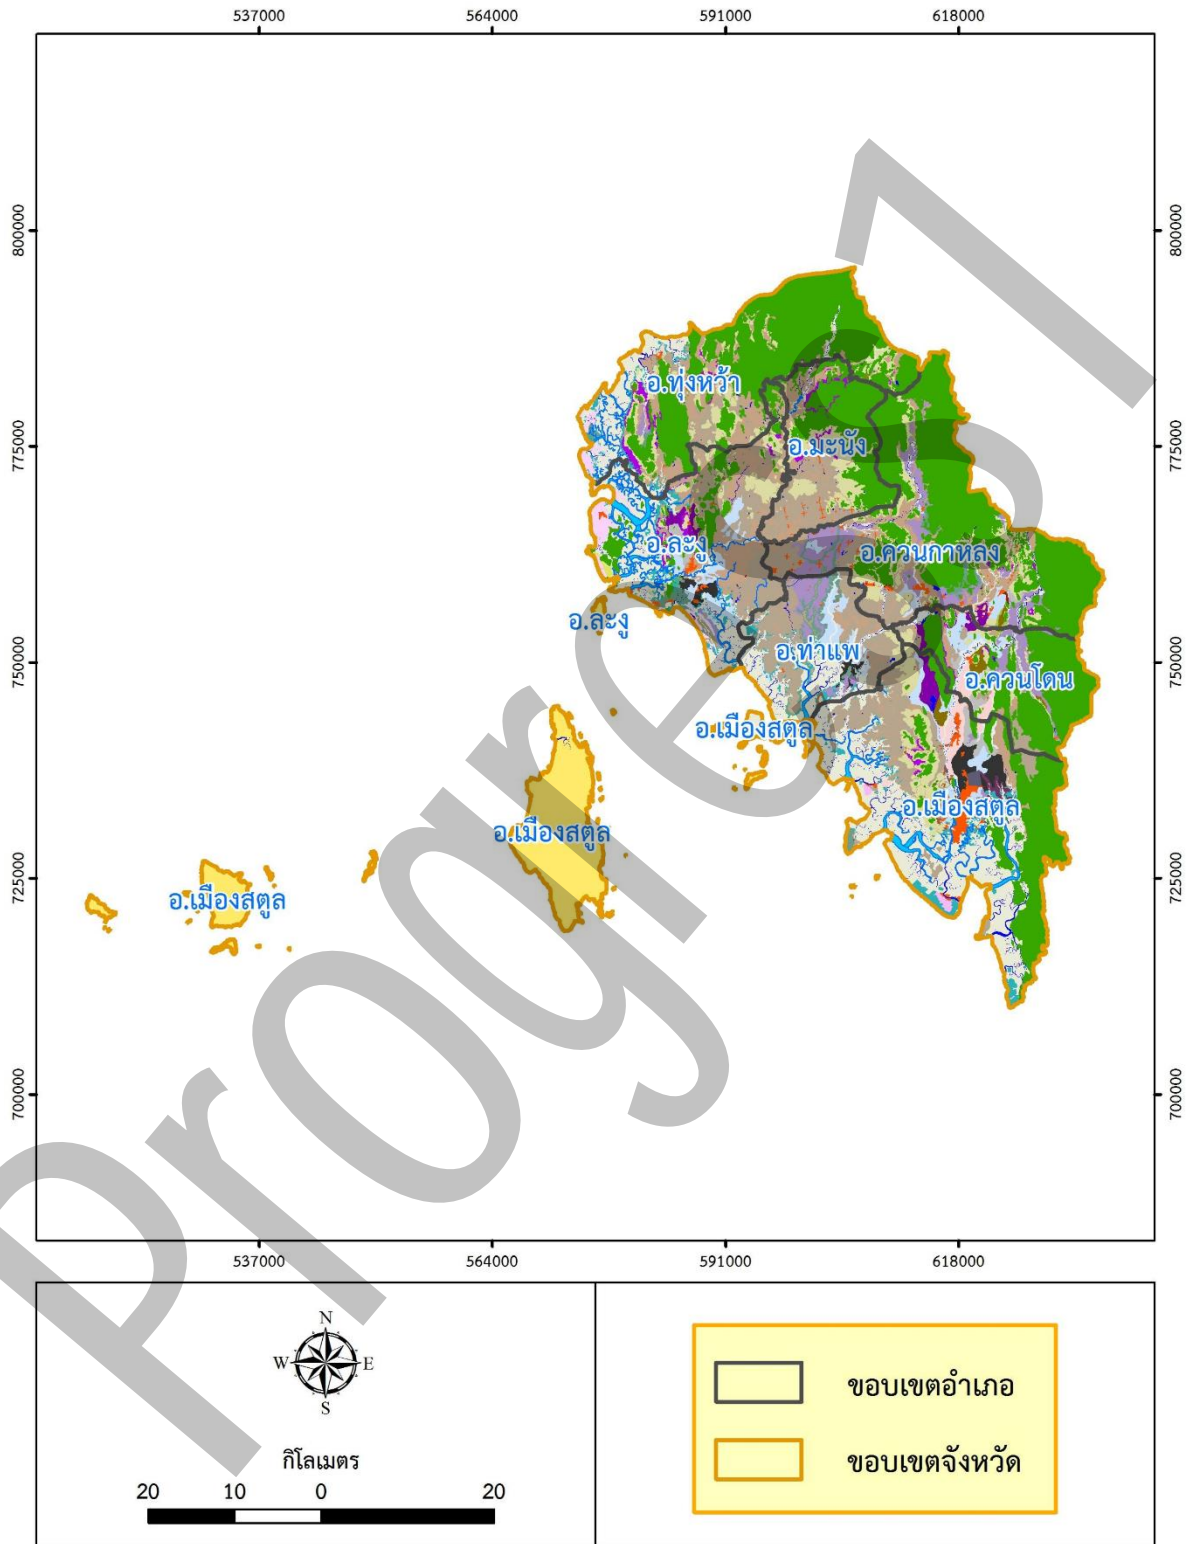 537000 564000 591000 618000
800000 800000
อ.ทุ่งหว้า
775000 อ.มะนัง 775000
อ.ละงู อ.ควนกาหลง
อ.ละงู
750000 อ.ท่าแพ 750000
อ.ควนโดน
อ.เมืองสตูล
อ.เมืองสตูล
อ.เมืองสตูล
725000 อ.เมืองสตูล 725000
700000 700000
537000 564000 591000 618000
Progress 1
N
W E
S
กิโลเมตร
20 10 0 20
ขอบเขตอำเภอ
ขอบเขตจังหวัด